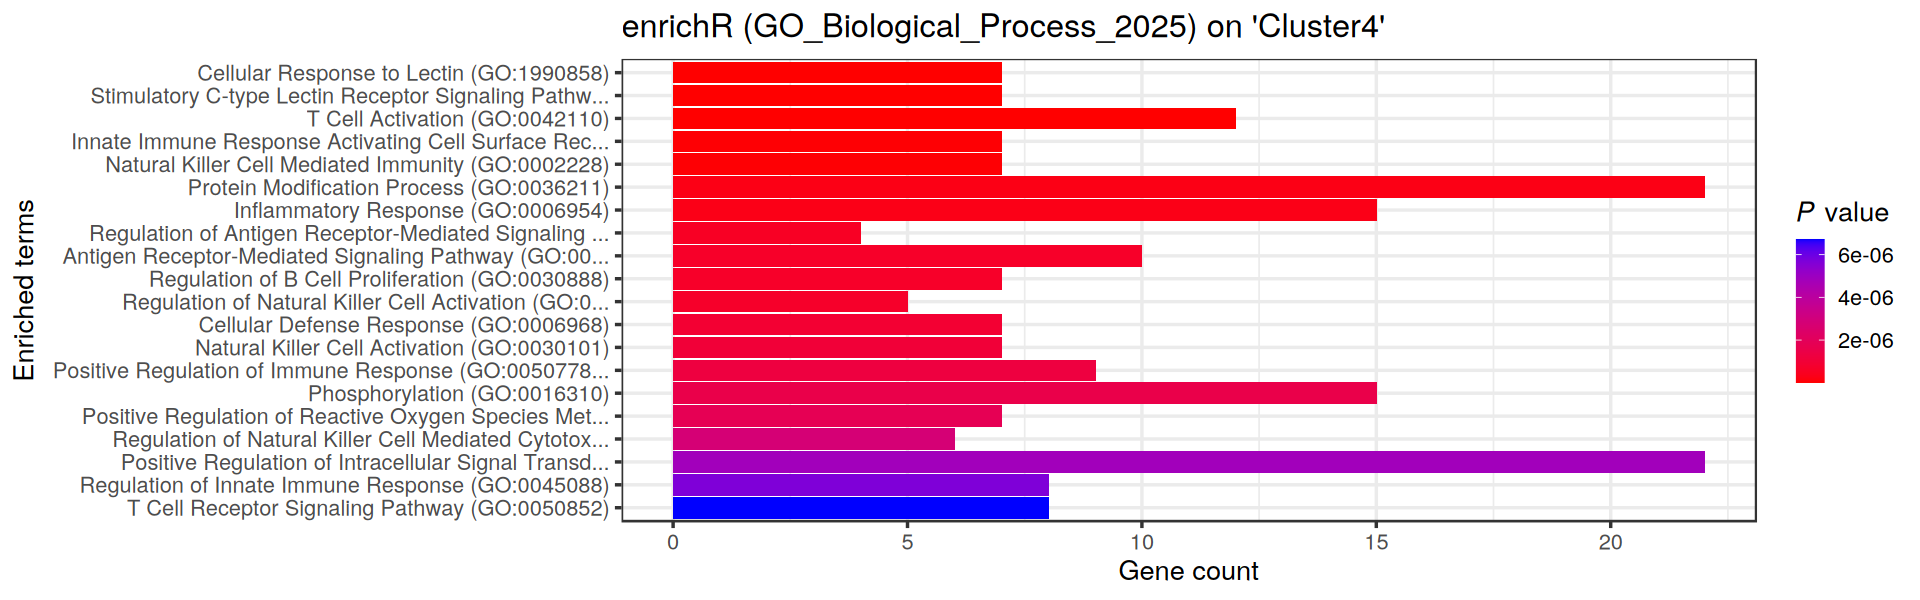 enrichR (GO_Biological_Process_2025) on 'Cluster4'
Cellular Response to Lectin (GO:1990858)
Stimulatory C-type Lectin Receptor Signaling Pathw...
T Cell Activation (GO:0042110)
Innate Immune Response Activating Cell Surface Rec...
Natural Killer Cell Mediated Immunity (GO:0002228)
Protein Modification Process (GO:0036211)
Inflammatory Response (GO:0006954)
Regulation of Antigen Receptor-Mediated Signaling ...
Antigen Receptor-Mediated Signaling Pathway (GO:00...
Regulation of B Cell Proliferation (GO:0030888)
Regulation of Natural Killer Cell Activation (GO:0...
Cellular Defense Response (GO:0006968)
Natural Killer Cell Activation (GO:0030101)
Positive Regulation of Immune Response (GO:0050778...
Phosphorylation (GO:0016310)
Positive Regulation of Reactive Oxygen Species Met...
Regulation of Natural Killer Cell Mediated Cytotox...
Positive Regulation of Intracellular Signal Transd...
Regulation of Innate Immune Response (GO:0045088)
T Cell Receptor Signaling Pathway (GO:0050852)
Enriched terms
0 5 10 15 20
Gene count
P value
6e-06
4e-06
2e-06